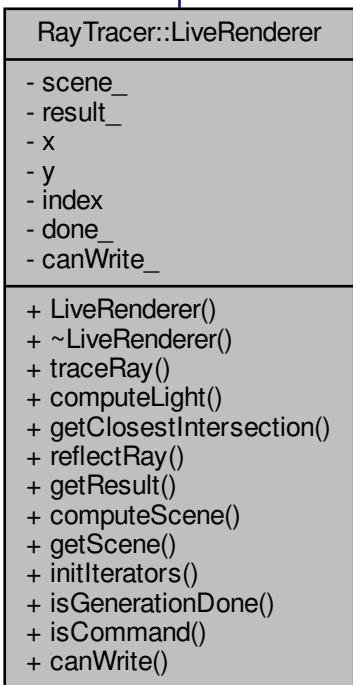 RayTracer::LiveRenderer
- scene_
- result_
- x
- y
- index
- done_
- canWrite_
+ LiveRenderer()
+ ~LiveRenderer()
+ traceRay()
+ computeLight()
+ getClosestIntersection()
+ reflectRay()
+ getResult()
+ computeScene()
+ getScene()
+ initIterators()
+ isGenerationDone()
+ isCommand()
+ canWrite()